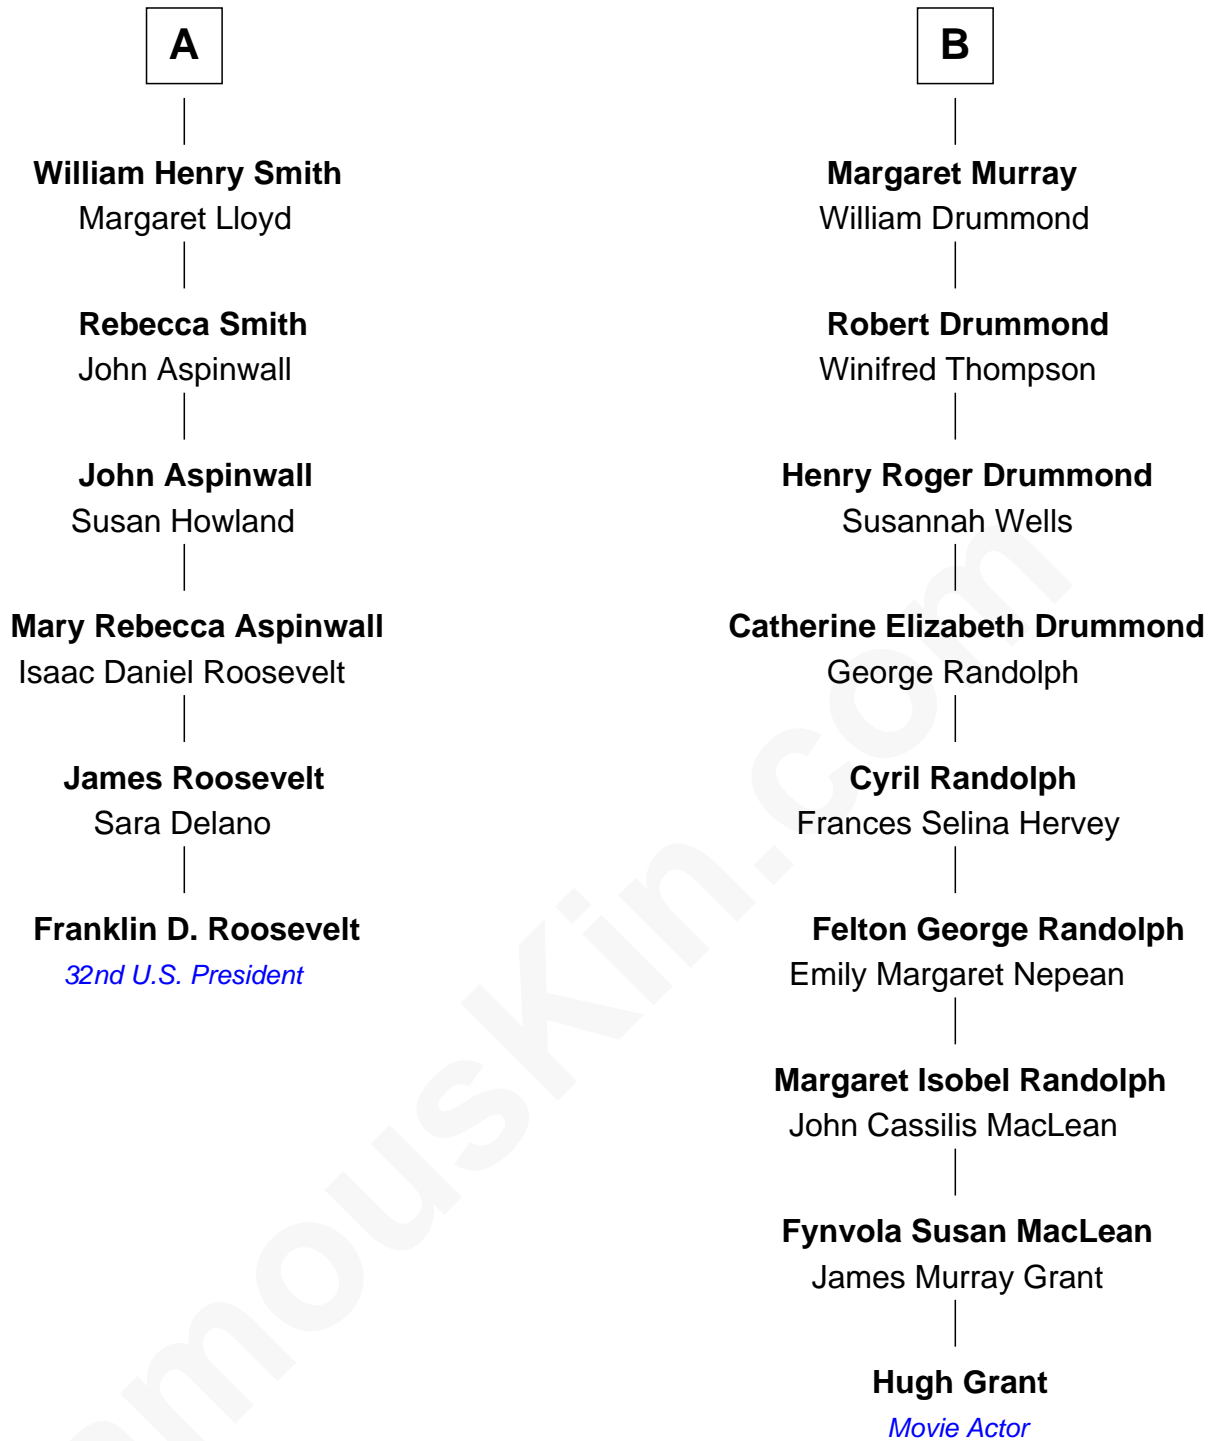 A
William Henry Smith
Margaret Lloyd
Rebecca Smith
John Aspinwall
John Aspinwall
Susan Howland
Mary Rebecca Aspinwall
Isaac Daniel Roosevelt
James Roosevelt
Sara Delano
Franklin D. Roosevelt
32nd U.S. President
B
Margaret Murray
William Drummond
Robert Drummond
Winifred Thompson
Henry Roger Drummond
Susannah Wells
Catherine Elizabeth Drummond
George Randolph
Cyril Randolph
Frances Selina Hervey
Felton George Randolph
Emily Margaret Nepean
Margaret Isobel Randolph
John Cassilis MacLean
Fynvola Susan MacLean
James Murray Grant
Hugh Grant
Movie Actor
amouskin.com